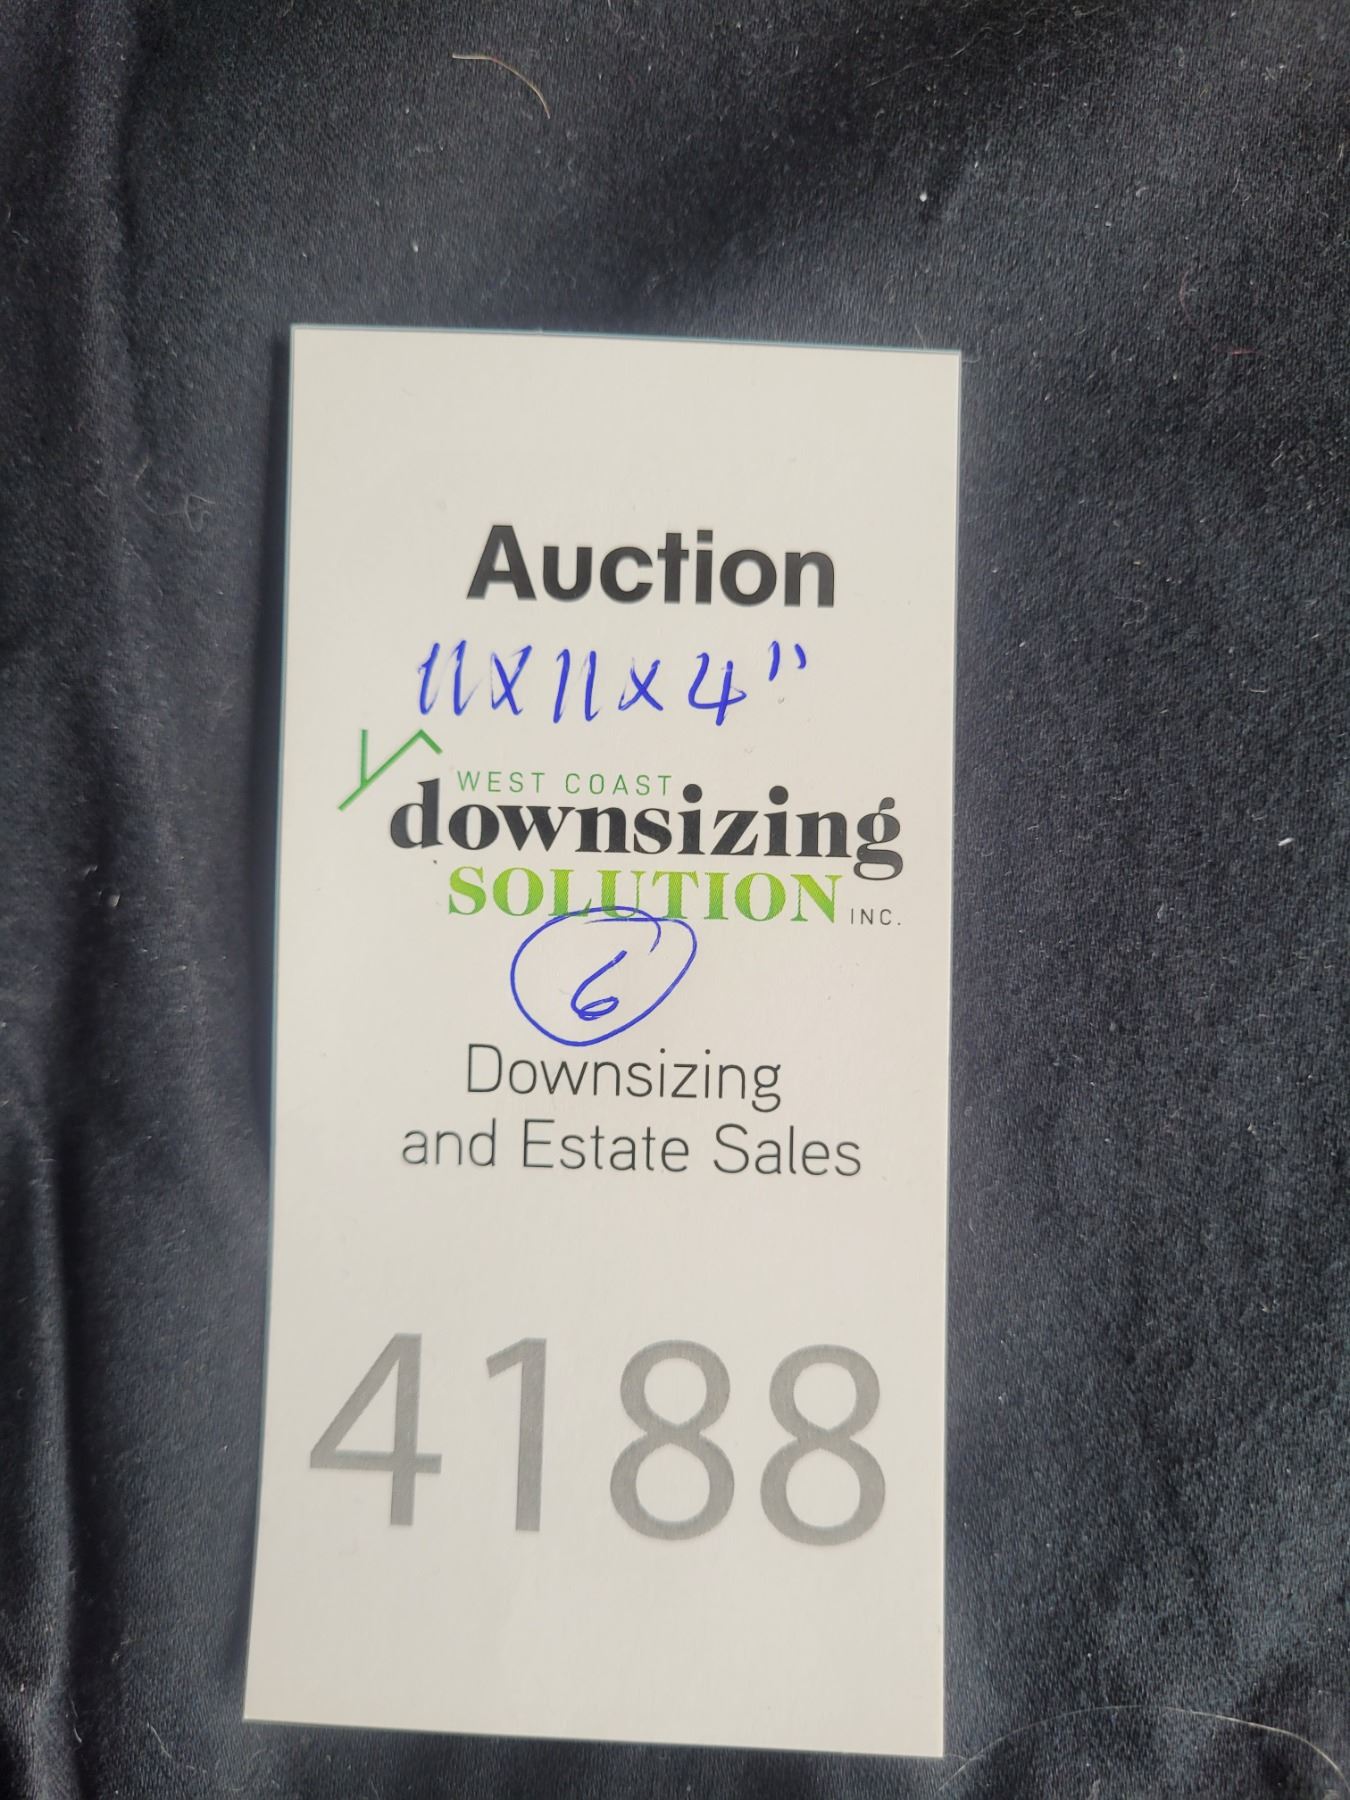 Auction
11x11x4"
WEST COAST
downsizing
SOLUTION INC.
6
Downsizing
and Estate Sales
4188